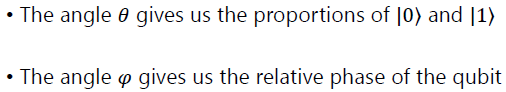 • The angle θ gives us the proportions of |0⟩ and |1⟩
• The angle φ gives us the relative phase of the qubit